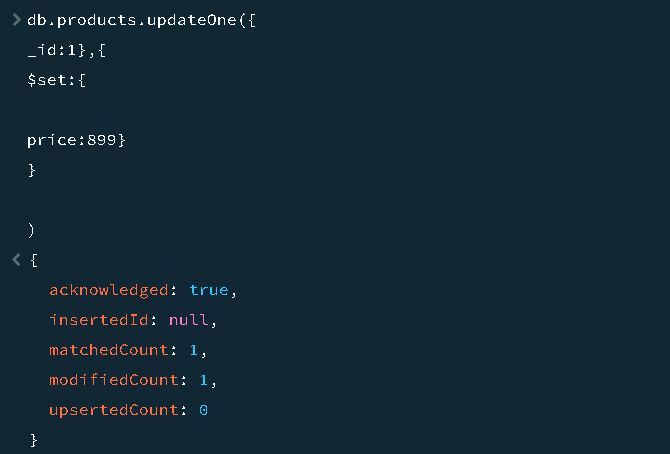 db.products.updateOne({
_id:1},{
$set:{
price:899}
}
)
{
acknowledged: true,
insertedId: null,
matchedCount: 1,
modifiedCount: 1,
upsertedCount: 0
}